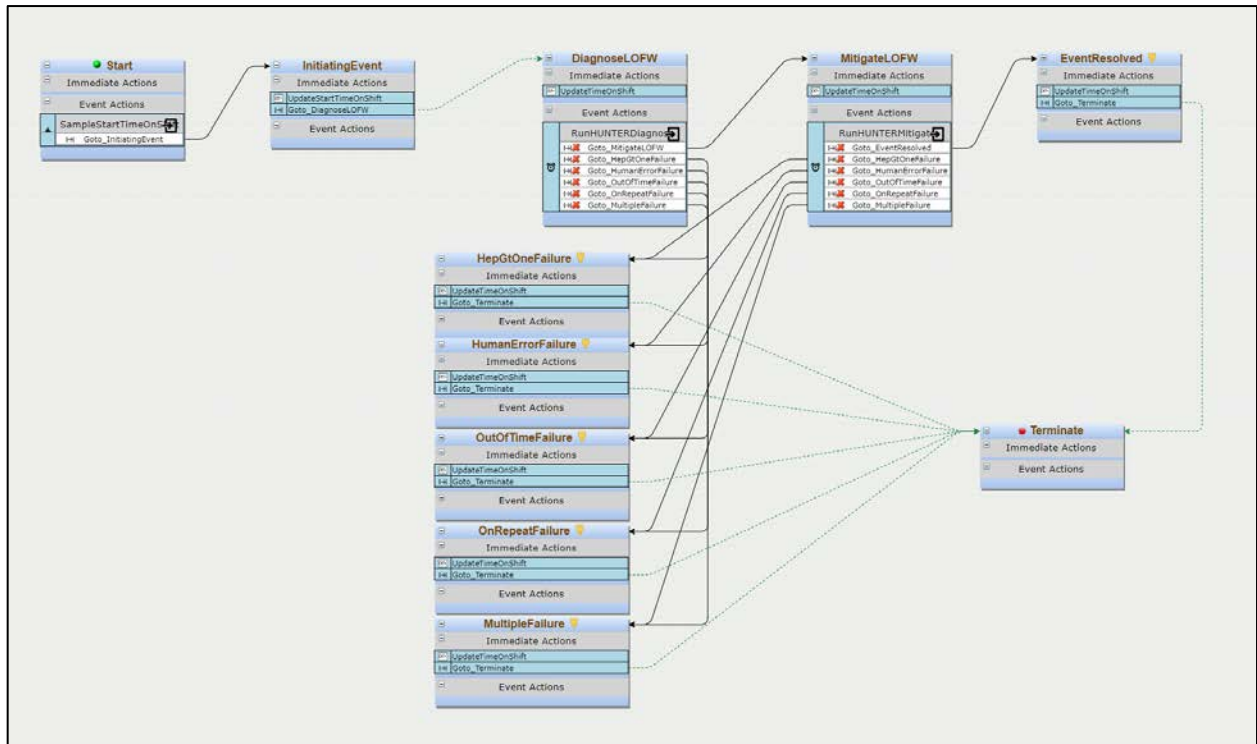 Start
Immediate Actions
Event Actions
SampleStartTimeOnS
Goto_InitiatingEvent
InitiatingEvent
Immediate Actions
UpdateStartTimeOnShift
Goto_DiagnoseLOFW
Event Actions
DiagnoseLOFW
Immediate Actions
UpdateTimeOnShift
Event Actions
RunHUNTERDiagno
Goto_MitigateLOFW
Goto_HepGtOneFailure
Goto_HumanErrorFailure
Goto_OutOfTimeFailure
Goto_OnRepeatFailure
Goto_MultipleFailure
MitigateLOFW
Immediate Actions
UpdateTimeOnShift
Event Actions
RunHUNTERMitigat
Goto_EventResolved
Goto_HepGtOneFailure
Goto_HumanErrorFailure
Goto_OutOfTimeFailure
Goto_OnRepeatFailure
Goto_MultipleFailure
EventResolved
Immediate Actions
UpdateTimeOnShift
Goto_Terminate
Event Actions
HepGtOneFailure
Immediate Actions
UpdateTimeOnShift
Goto_Terminate
Event Actions
HumanErrorFailure
Immediate Actions
UpdateTimeOnShift
Goto_Terminate
Event Actions
OutOfTimeFailure
Immediate Actions
UpdateTimeOnShift
Goto_Terminate
Event Actions
OnRepeatFailure
Immediate Actions
UpdateTimeOnShift
Goto_Terminate
Event Actions
MultipleFailure
Immediate Actions
UpdateTimeOnShift
Goto_Terminate
Event Actions
Terminate
Immediate Actions
Event Actions